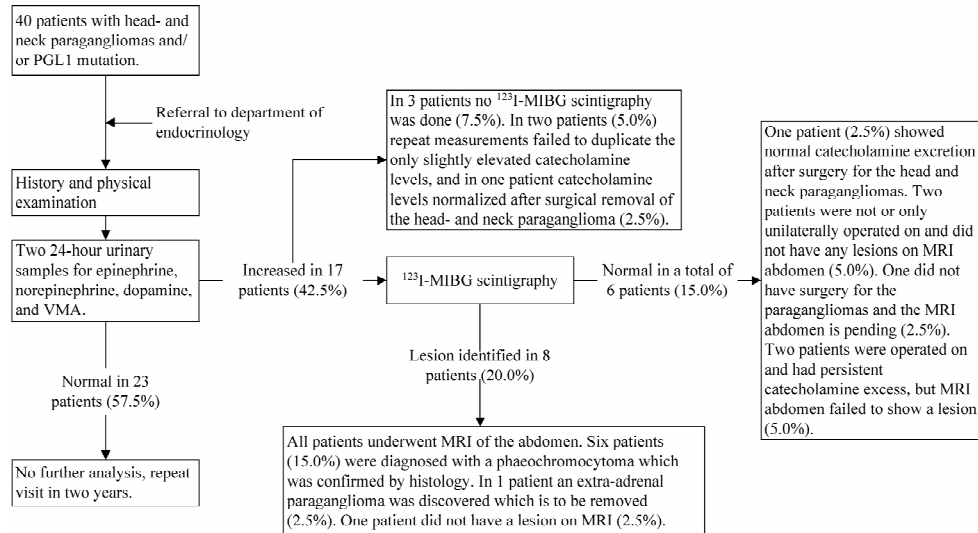 40 patients with head- and
neck paragangliomas and/
or PGL1 mutation.
Referral to department of
endocrinology
History and physical
examination
Two 24-hour urinary
samples for epinephrine,
norepinephrine, dopamine,
and VMA.
Normal in 23
patients (57.5%)
No further analysis, repeat
visit in two years.
Increased in 17
patients (42.5%)
In 3 patients no ¹²³I-MIBG scintigraphy
was done (7.5%). In two patients (5.0%)
repeat measurements failed to duplicate the
only slightly elevated catecholamine
levels, and in one patient catecholamine
levels normalized after surgical removal of
the head- and neck paraganglioma (2.5%).
¹²³I-MIBG scintigraphy
Lesion identified in 8
patients (20.0%)
All patients underwent MRI of the abdomen. Six patients
(15.0%) were diagnosed with a phaeochromocytoma which
was confirmed by histology. In 1 patient an extra-adrenal
paraganglioma was discovered which is to be removed
(2.5%). One patient did not have a lesion on MRI (2.5%).
Normal in a total of
6 patients (15.0%)
One patient (2.5%) showed
normal catecholamine excretion
after surgery for the head and
neck paragangliomas. Two
patients were not or only
unilaterally operated on and did
not have any lesions on MRI
abdomen (5.0%). One did not
have surgery for the
paragangliomas and the MRI
abdomen is pending (2.5%).
Two patients were operated on
and had persistent
catecholamine excess, but MRI
abdomen failed to show a lesion
(5.0%).